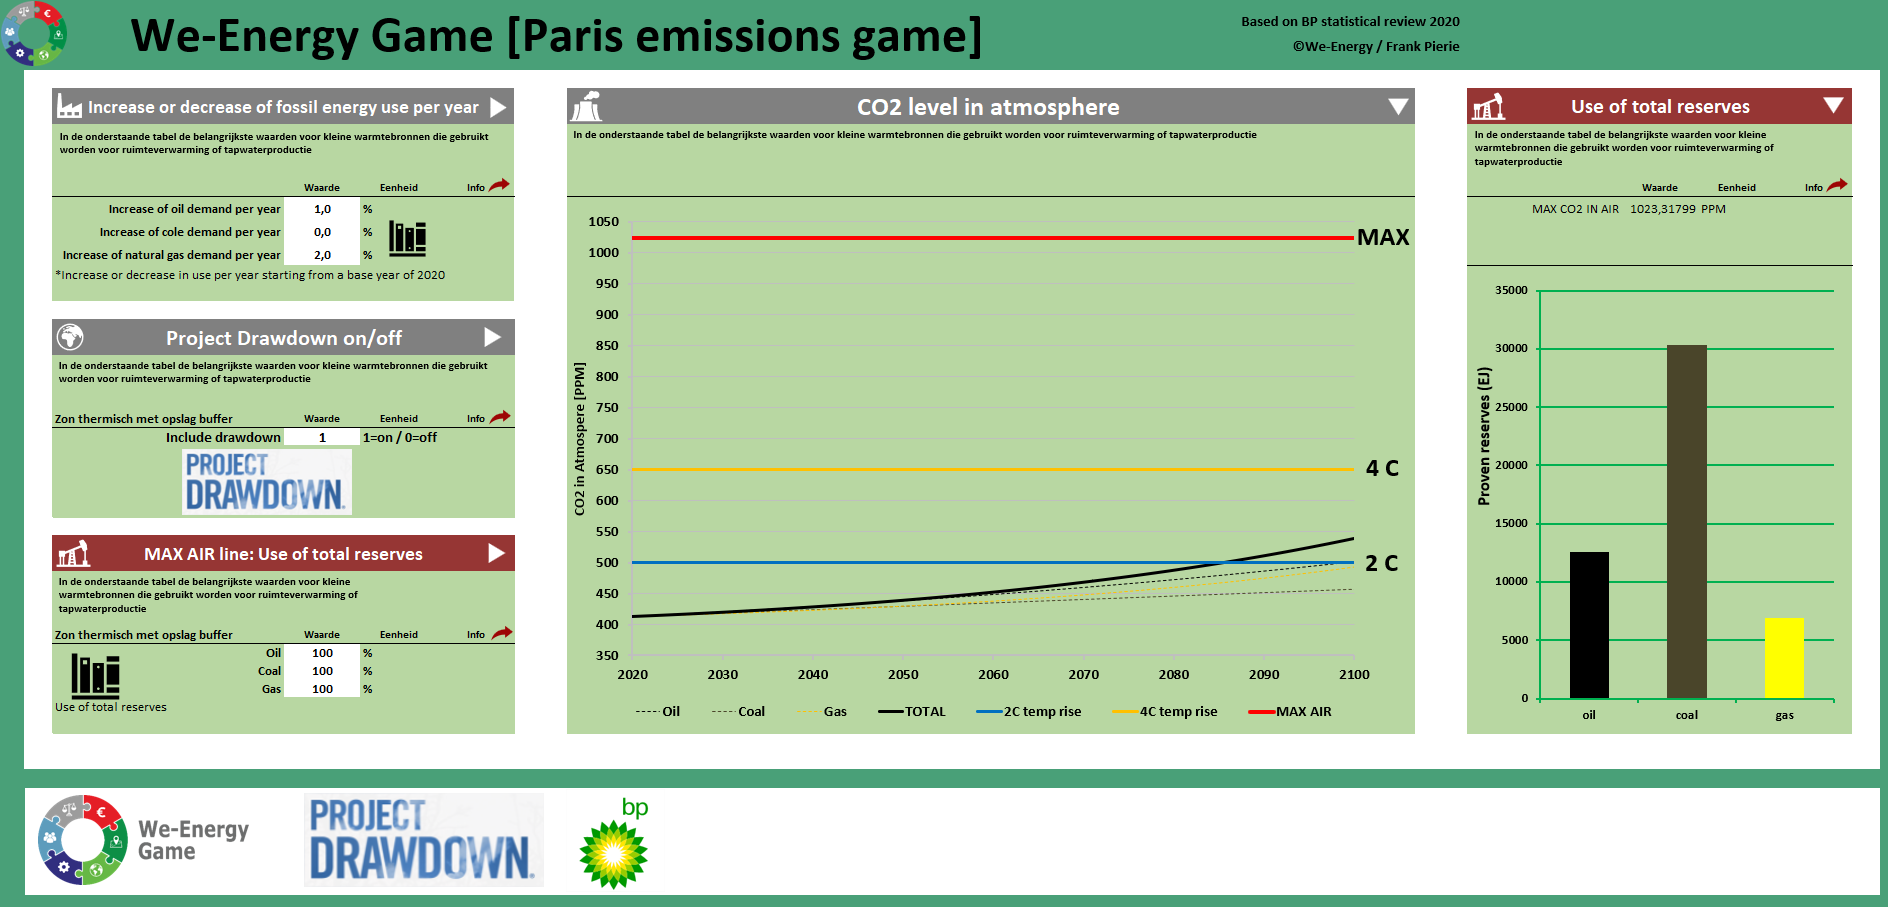 We-Energy Game [Paris emissions game]
Based on BP statistical review 2020
©We-Energy / Frank Pierie
€
Increase or decrease of fossil energy use per year
In de onderstaande tabel de belangrijkste waarden voor kleine warmtebronnen die gebruikt
worden voor ruimteverwarming of tapwaterproductie
Waarde Eenheid Info
Increase of oil demand per year 1,0 %
Increase of cole demand per year 0,0 %
Increase of natural gas demand per year 2,0 %
*Increase or decrease in use per year starting from a base year of 2020
Project Drawdown on/off
In de onderstaande tabel de belangrijkste waarden voor kleine warmtebronnen die gebruikt
worden voor ruimteverwarming of tapwaterproductie
Zon thermisch met opslag buffer Waarde Eenheid Info
Include drawdown 1 1=on / 0=off
PROJECT
DRAWDOWN.
MAX AIR line: Use of total reserves
In de onderstaande tabel de belangrijkste waarden voor kleine
warmtebronnen die gebruikt worden voor ruimteverwarming of
tapwaterproductie
Zon thermisch met opslag buffer Waarde Eenheid Info
Oil 100 %
Coal 100 %
Gas 100 %
Use of total reserves
CO2 level in atmosphere
In de onderstaande tabel de belangrijkste waarden voor kleine warmtebronnen die gebruikt worden voor ruimteverwarming of tapwaterproductie
CO2 in Atmospere [PPM]
1050
1000
950
900
850
800
750
700
650
600
550
500
450
400
350
MAX
4 C
2 C
2020 2030 2040 2050 2060 2070 2080 2090 2100
Oil Coal Gas TOTAL 2C temp rise 4C temp rise MAX AIR
Use of total reserves
In de onderstaande tabel de belangrijkste waarden voor kleine
warmtebronnen die gebruikt worden voor ruimteverwarming of
tapwaterproductie
Waarde Eenheid Info
MAX CO2 IN AIR 1023,31799 PPM
Proven reserves (EJ)
35000
30000
25000
20000
15000
10000
5000
0
oil coal gas
€
We-Energy
Game
PROJECT
DRAWDOWN.
bp